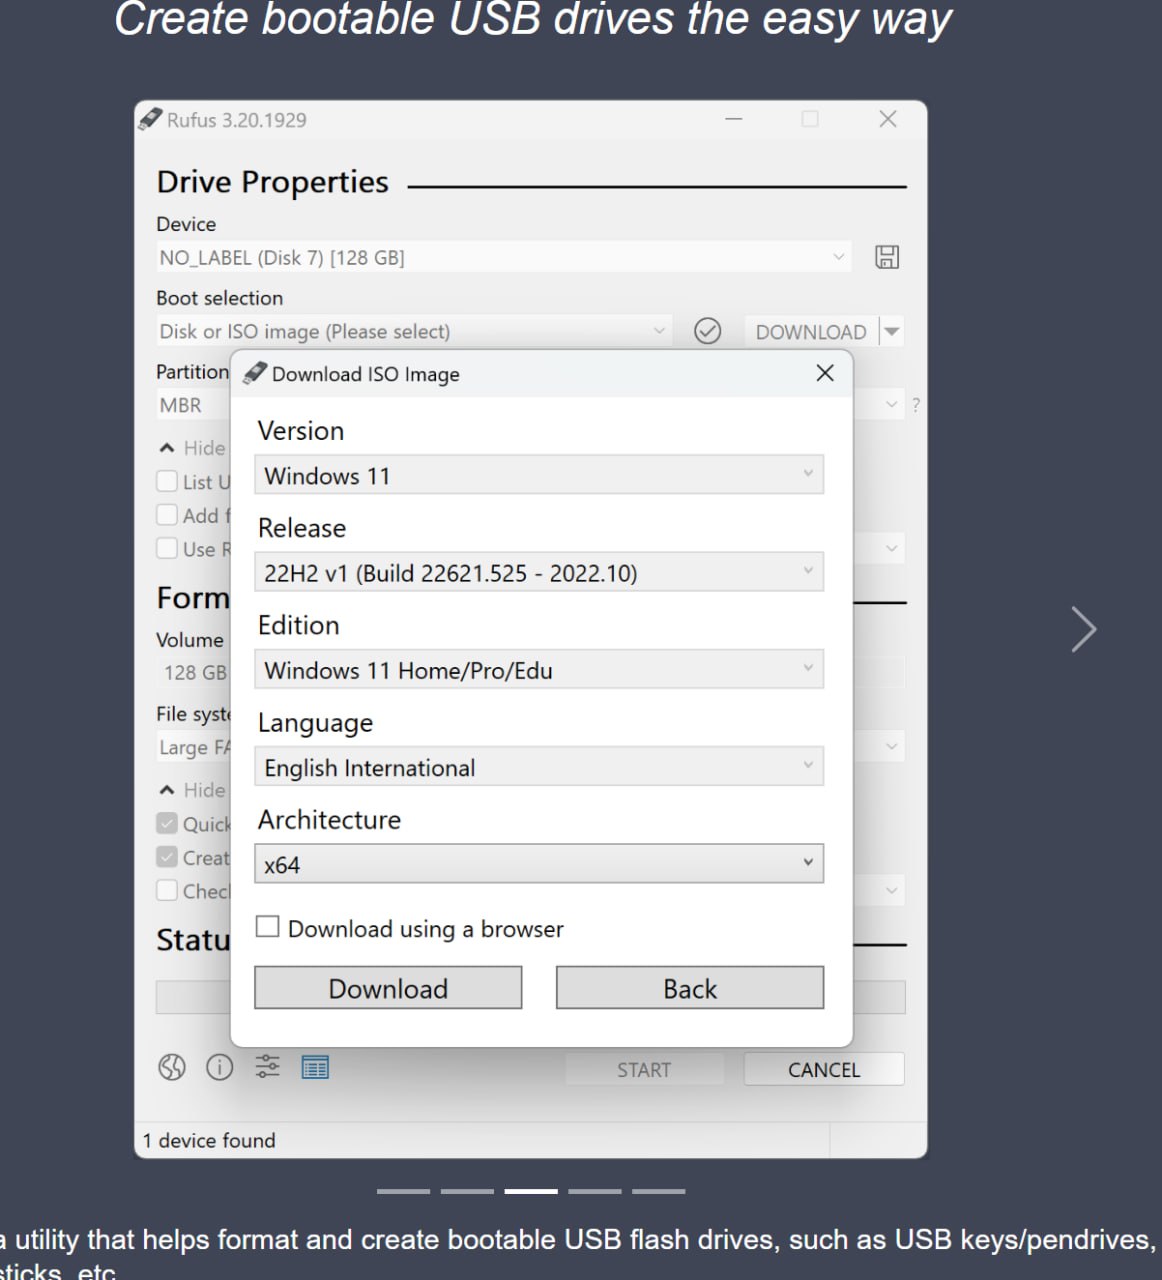 Create bootable USB drives the easy way
Rufus 3.20.1929
Drive Properties
Device
NO_LABEL (Disk 7) [128 GB]
Boot selection
Disk or ISO image (Please select)
DOWNLOAD
Partition
MBR
?
Hide
List U
Add f
Use R
Form
Volume
128 GB
File syste
Large FA
Hide
Quick
Creat
Check
Statu
Download ISO Image
Version
Windows 11
Release
22H2 v1 (Build 22621.525 - 2022.10)
Edition
Windows 11 Home/Pro/Edu
Language
English International
Architecture
x64
Download using a browser
Download Back
START CANCEL
1 device found
a utility that helps format and create bootable USB flash drives, such as USB keys/pendrives,
sticks, etc